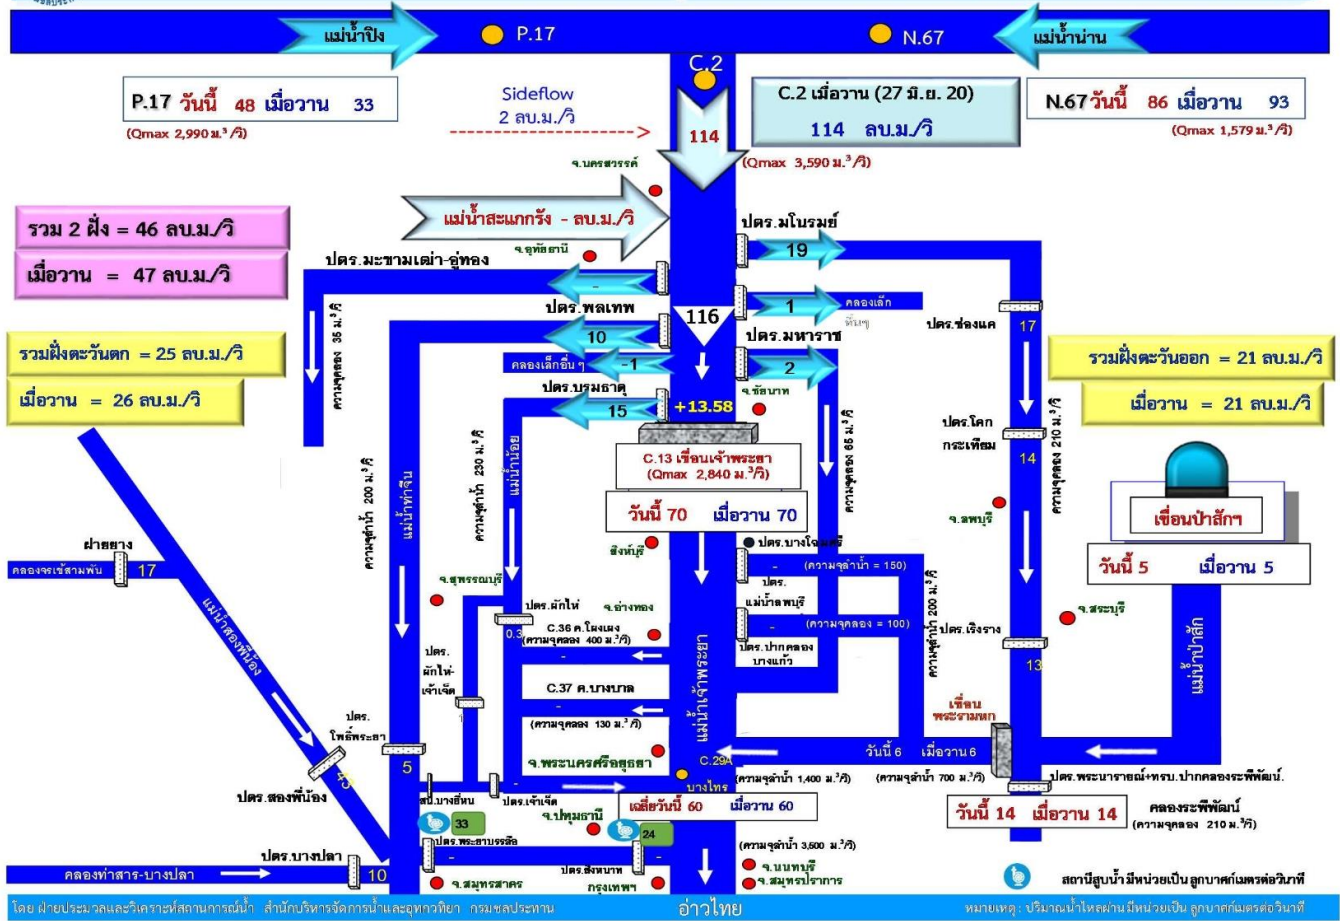 แม่น้ำปิง
P.17
N.67
แม่น้ำน่าน
C.2
P.17 วันนี้ 48 เมื่อวาน 33
(Qmax 2,990 ม.³/วิ)
Sideflow
2 ลบ.ม./วิ
114
C.2 เมื่อวาน (27 มิ.ย. 20)
114 ลบ.ม./วิ
(Qmax 3,590 ม.³/วิ)
N.67 วันนี้ 86 เมื่อวาน 93
(Qmax 1,579 ม.³/วิ)
จ.นครสวรรค์
แม่น้ำสะแกกรัง - ลบ.ม./วิ
รวม 2 ฝั่ง = 46 ลบ.ม./วิ
เมื่อวาน = 47 ลบ.ม./วิ
จ.อุทัยธานี
ปตร.มะขามเฒ่า-อู่ทอง
-
ปตร.มโนรมย์
19
1
คลองเล็ก
อื่นๆ
ปตร.พลเทพ
10
116
ปตร.มหาราช
2
คลองเล็กอื่นๆ
-1
ปตร.บรมธาตุ
15
+13.58
จ.ชัยนาท
ปตร.ช่องแค
17
รวมฝั่งตะวันตก = 25 ลบ.ม./วิ
เมื่อวาน = 26 ลบ.ม./วิ
รวมฝั่งตะวันออก = 21 ลบ.ม./วิ
เมื่อวาน = 21 ลบ.ม./วิ
ความจุคลอง 35 ม.³/วิ
ความจุลำน้ำ 200 ม.³/วิ
แม่น้ำท่าจีน
ความจุลำน้ำ 230 ม.³/วิ
แม่น้ำน้อย
C.13 เขื่อนเจ้าพระยา
(Qmax 2,840 ม.³/วิ)
วันนี้ 70 เมื่อวาน 70
ความจุคลอง 65 ม.³/วิ
ปตร.โคก
กระเทียม
14
ความจุคลอง 210 ม.³/วิ
จ.ลพบุรี
เขื่อนป่าสักฯ
วันนี้ 5 เมื่อวาน 5
สิงห์บุรี
ปตร.บางโฉมศรี
- (ความจุลำน้ำ = 150)
ปตร.
แม่น้ำลพบุรี
- (ความจุคลอง = 100)
ปตร.ปากคลอง
บางแก้ว
ความจุลำน้ำ 200 ม.³/วิ
ฝายยาง
คลองจรเข้สามพัน
17
แม่น้ำสองพี่น้อง
จ.สุพรรณบุรี
ปตร.ผักไห่
0.3
จ.อ่างทอง
C.36 ค.โผงเผง
(ความจุคลอง 400 ม.³/วิ)
-
ปตร.
ผักไห่-
เจ้าเจ็ด
C.37 ค.บางบาล
-
(ความจุคลอง 130 ม.³/วิ)
แม่น้ำเจ้าพระยา
ปตร.เริงราง
13
จ.สระบุรี
แม่น้ำป่าสัก
เขื่อน
พระรามหก
วันนี้ 6 เมื่อวาน 6
ปตร.
โพธิ์พระยา
5
43
ปตร.สองพี่น้อง
จ.พระนครศรีอยุธยา
C.29A
บางไทร
(ความจุลำน้ำ 1,400 ม.³/วิ)
(ความจุลำน้ำ 700 ม.³/วิ)
ปตร.พระนารายณ์+ทรบ.ปากคลองระพีพัฒน์.
เฉลี่ยวันนี้ 60 เมื่อวาน 60
วันนี้ 14 เมื่อวาน 14
คลองระพีพัฒน์
(ความจุคลอง 210 ม.³/วิ)
สน.บางยี่หน
ปตร.เจ้าเจ็ด
33
จ.ปทุมธานี
24
ปตร.พระยาบรรลือ
-
-
ปตร.สิงหนาท
(ความจุลำน้ำ 3,500 ม.³/วิ)
ปตร.บางปลา
คลองท่าสาร-บางปลา
10
จ.สมุทรสาคร
กรุงเทพฯ
จ.นนทบุรี
จ.สมุทรปราการ
สถานีสูบน้ำมีหน่วยเป็น ลูกบาศก์เมตรต่อวินาที
โดย ฝ่ายประมวลและวิเคราะห์สถานการณ์น้ำ สำนักบริหารจัดการน้ำและอุทกวิทยา กรมชลประทาน
อ่าวไทย
หมายเหตุ : ปริมาณน้ำไหลผ่านมีหน่วยเป็น ลูกบาศก์เมตรต่อวินาที